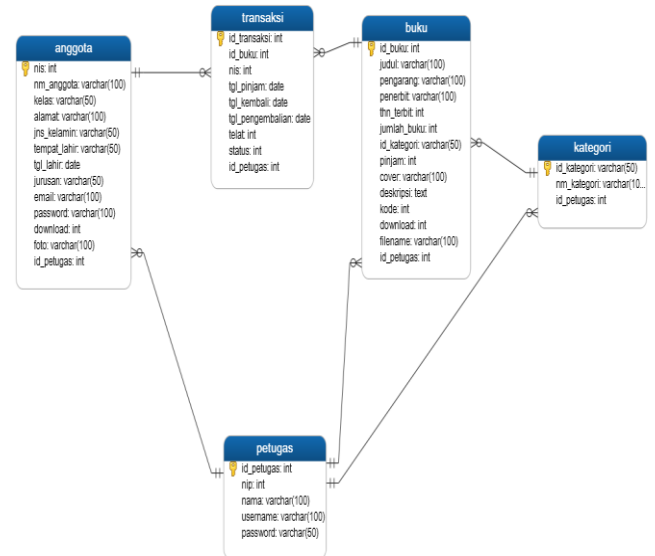 anggota
nis: int
nm_anggota: varchar(100)
kelas: varchar(50)
alamat: varchar(100)
jns_kelamin: varchar(50)
tempat_lahir: varchar(50)
tgl_lahir: date
jurusan: varchar(50)
email: varchar(100)
password: varchar(100)
download: int
foto: varchar(100)
id_petugas: int
transaksi
id_transaksi: int
id_buku: int
nis: int
tgl_pinjam: date
tgl_kembali: date
tgl_pengembalian: date
telat: int
status: int
id_petugas: int
buku
id_buku: int
judul: varchar(100)
pengarang: varchar(100)
penerbit: varchar(100)
thn_terbit: int
jumlah_buku: int
id_kategori: varchar(50)
pinjam: int
cover: varchar(100)
deskripsi: text
kode: int
download: int
filename: varchar(100)
id_petugas: int
kategori
id_kategori: varchar(50)
nm_kategori: varchar(10...
id_petugas: int
petugas
id_petugas: int
nip: int
nama: varchar(100)
username: varchar(100)
password: varchar(50)